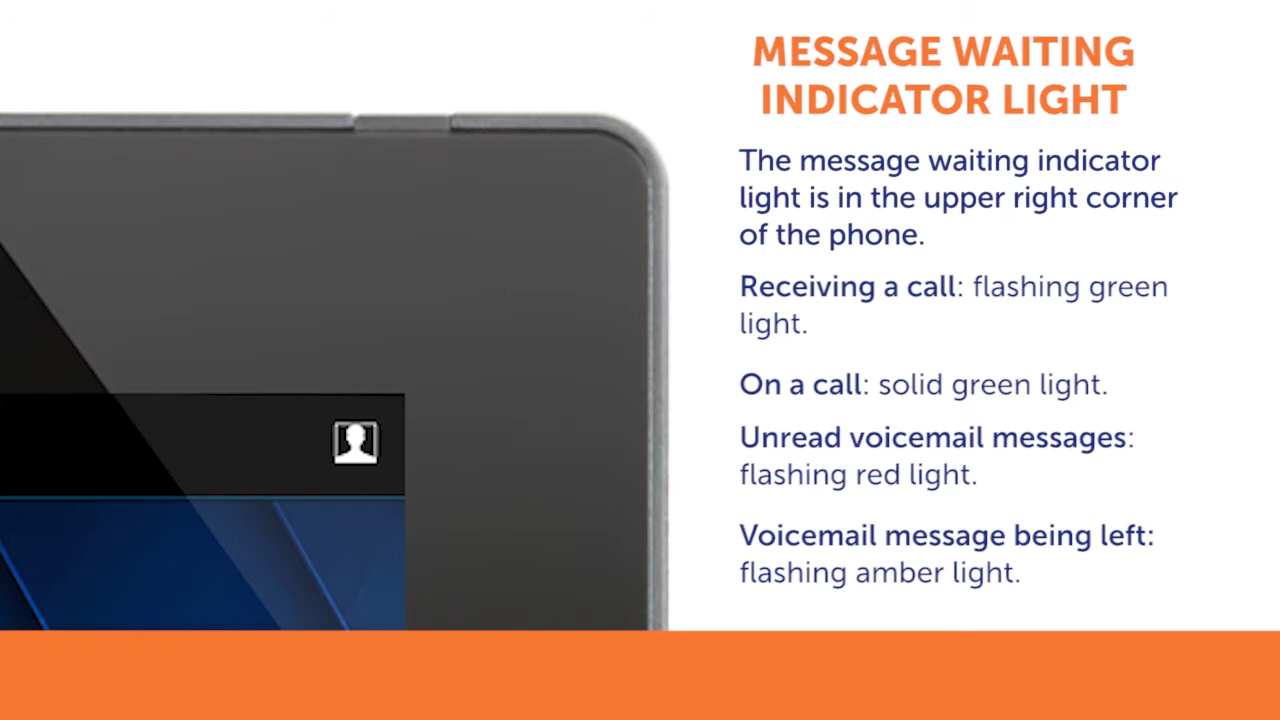 MESSAGE WAITING
INDICATOR LIGHT
The message waiting indicator
light is in the upper right corner
of the phone.
Receiving a call: flashing green
light.
On a call: solid green light.
Unread voicemail messages:
flashing red light.
Voicemail message being left:
flashing amber light.